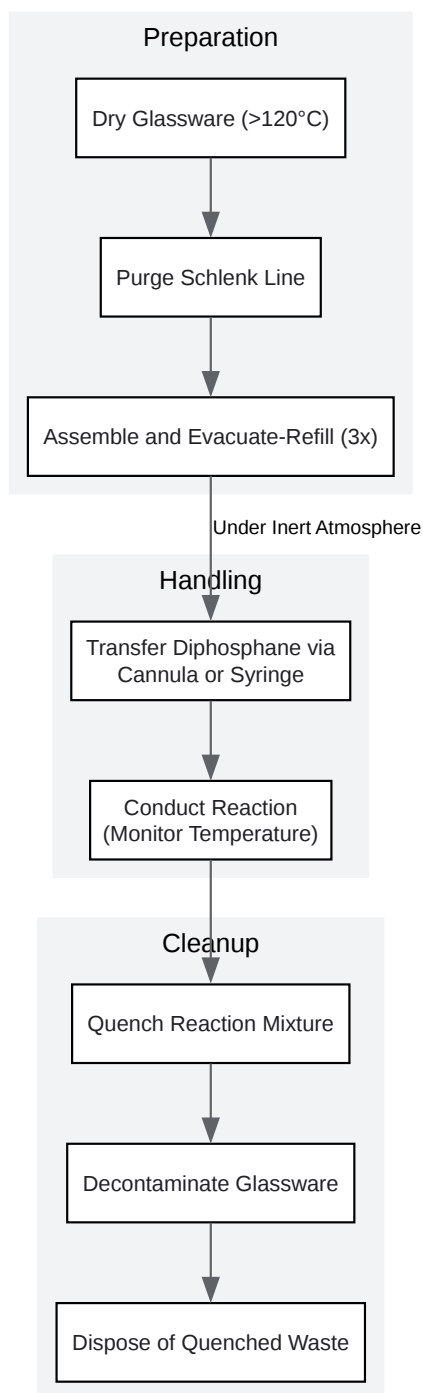 Preparation
Dry Glassware (>120°C)
Purge Schlenk Line
Assemble and Evacuate-Refill (3x)
Under Inert Atmosphere
Handling
Transfer Diphosphane via
Cannula or Syringe
Conduct Reaction
(Monitor Temperature)
Cleanup
Quench Reaction Mixture
Decontaminate Glassware
Dispose of Quenched Waste